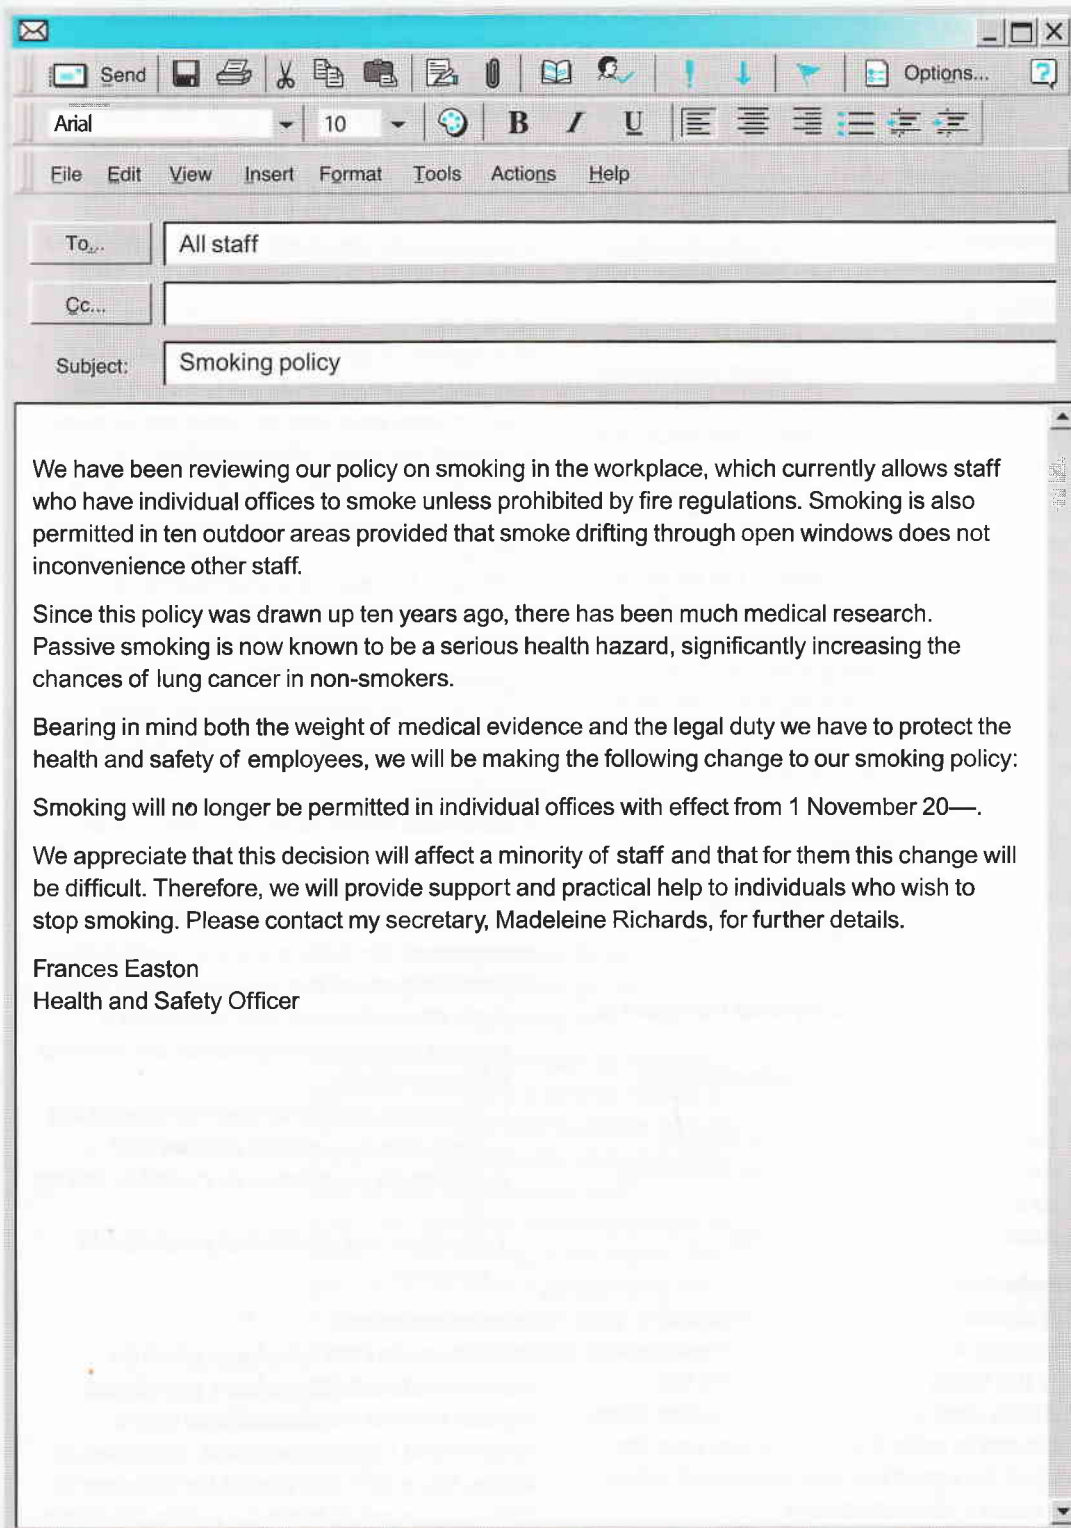 Send
Options...
Arial
10
B I U
File Edit View Insert Format Tools Actions Help
To...
All staff
Cc...
Subject:
Smoking policy
We have been reviewing our policy on smoking in the workplace, which currently allows staff
who have individual offices to smoke unless prohibited by fire regulations. Smoking is also
permitted in ten outdoor areas provided that smoke drifting through open windows does not
inconvenience other staff.
Since this policy was drawn up ten years ago, there has been much medical research.
Passive smoking is now known to be a serious health hazard, significantly increasing the
chances of lung cancer in non-smokers.
Bearing in mind both the weight of medical evidence and the legal duty we have to protect the
health and safety of employees, we will be making the following change to our smoking policy:
Smoking will no longer be permitted in individual offices with effect from 1 November 20—.
We appreciate that this decision will affect a minority of staff and that for them this change will
be difficult. Therefore, we will provide support and practical help to individuals who wish to
stop smoking. Please contact my secretary, Madeleine Richards, for further details.
Frances Easton
Health and Safety Officer